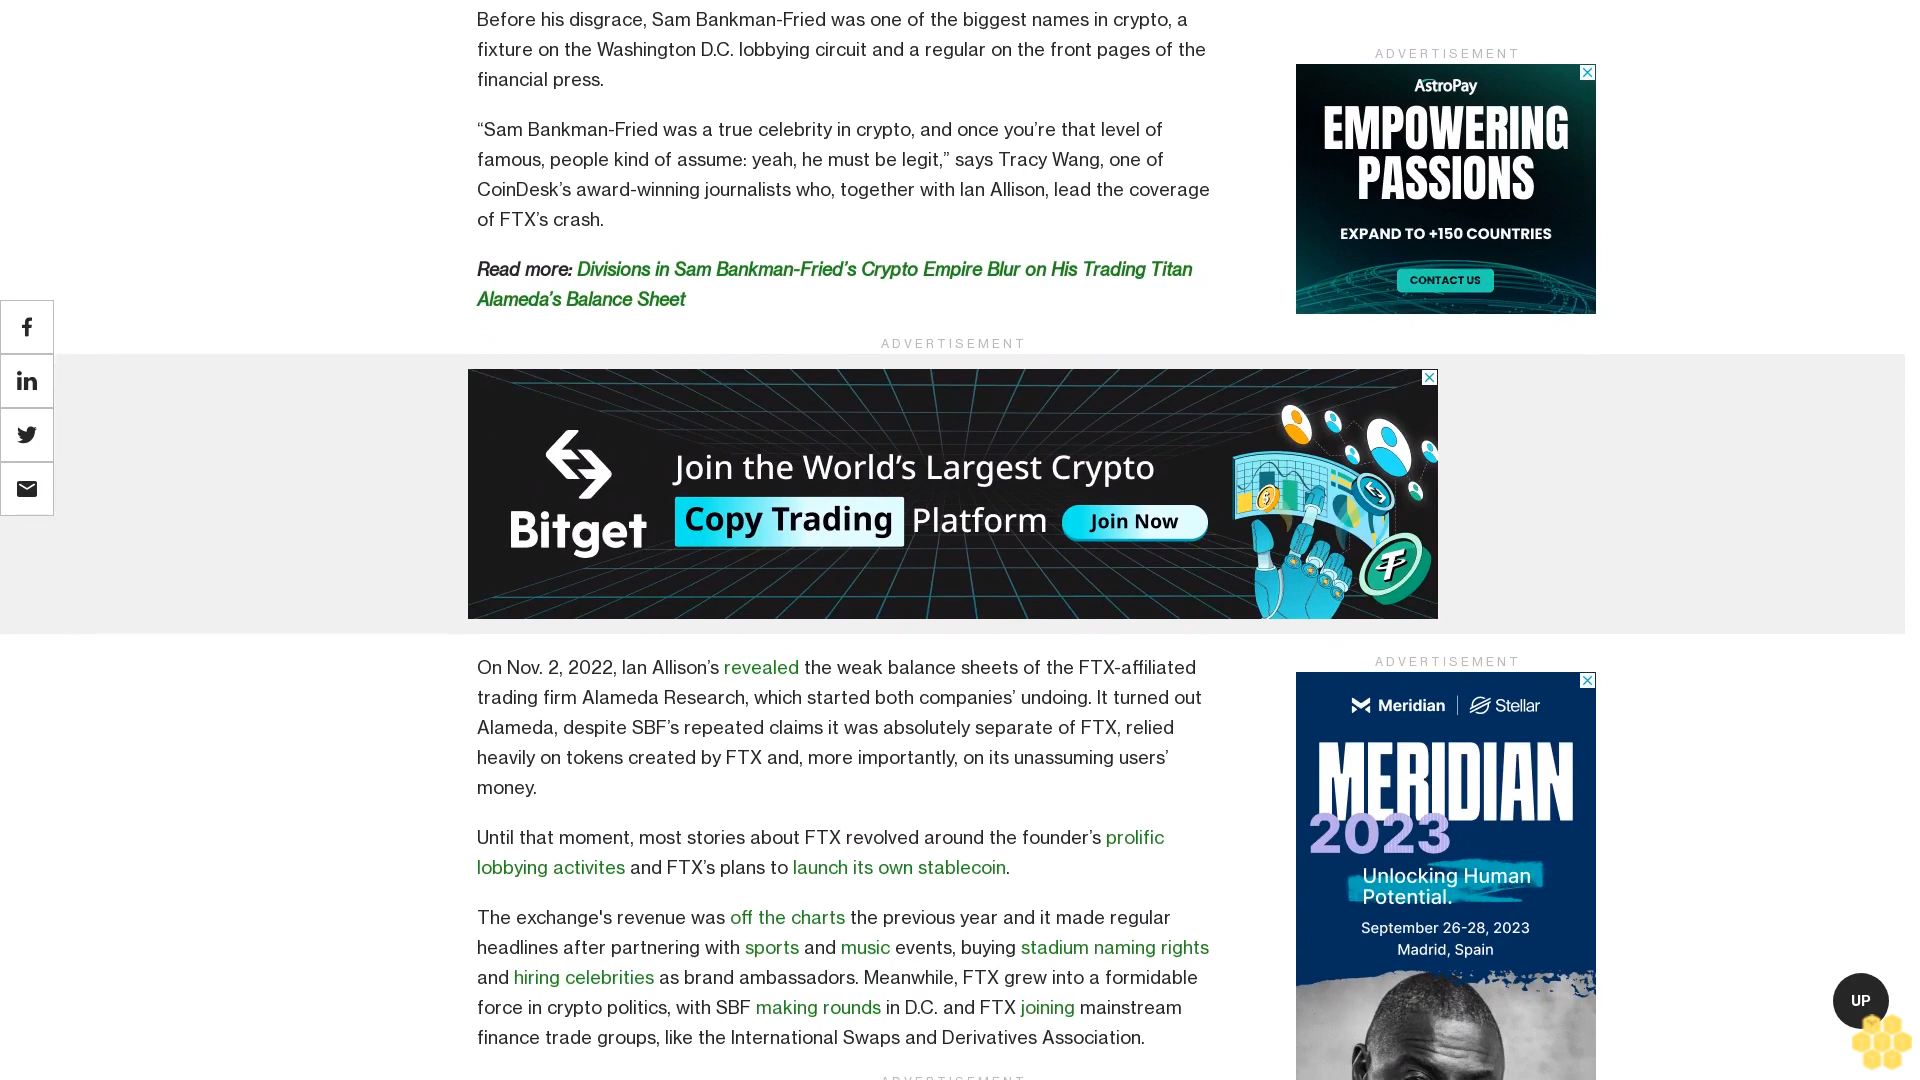 Before his disgrace, Sam Bankman-Fried was one of the biggest names in crypto, a
fixture on the Washington D.C. lobbying circuit and a regular on the front pages of the
financial press.
“Sam Bankman-Fried was a true celebrity in crypto, and once you’re that level of
famous, people kind of assume: yeah, he must be legit,” says Tracy Wang, one of
CoinDesk’s award-winning journalists who, together with Ian Allison, lead the coverage
of FTX’s crash.
Read more: Divisions in Sam Bankman-Fried’s Crypto Empire Blur on His Trading Titan
Alameda’s Balance Sheet
ADVERTISEMENT
AstroPay
EMPOWERING
PASSIONS
EXPAND TO +150 COUNTRIES
CONTACT US
ADVERTISEMENT
Bitget
Join the World’s Largest Crypto
Copy Trading Platform
Join Now
On Nov. 2, 2022, Ian Allison’s revealed the weak balance sheets of the FTX-affiliated
trading firm Alameda Research, which started both companies’ undoing. It turned out
Alameda, despite SBF’s repeated claims it was absolutely separate of FTX, relied
heavily on tokens created by FTX and, more importantly, on its unassuming users’
money.
Until that moment, most stories about FTX revolved around the founder’s prolific
lobbying activites and FTX’s plans to launch its own stablecoin.
The exchange's revenue was off the charts the previous year and it made regular
headlines after partnering with sports and music events, buying stadium naming rights
and hiring celebrities as brand ambassadors. Meanwhile, FTX grew into a formidable
force in crypto politics, with SBF making rounds in D.C. and FTX joining mainstream
finance trade groups, like the International Swaps and Derivatives Association.
ADVERTISEMENT
ADVERTISEMENT
Meridian | Stellar
MERIDIAN
2023
Unlocking Human
Potential.
September 26-28, 2023
Madrid, Spain
UP